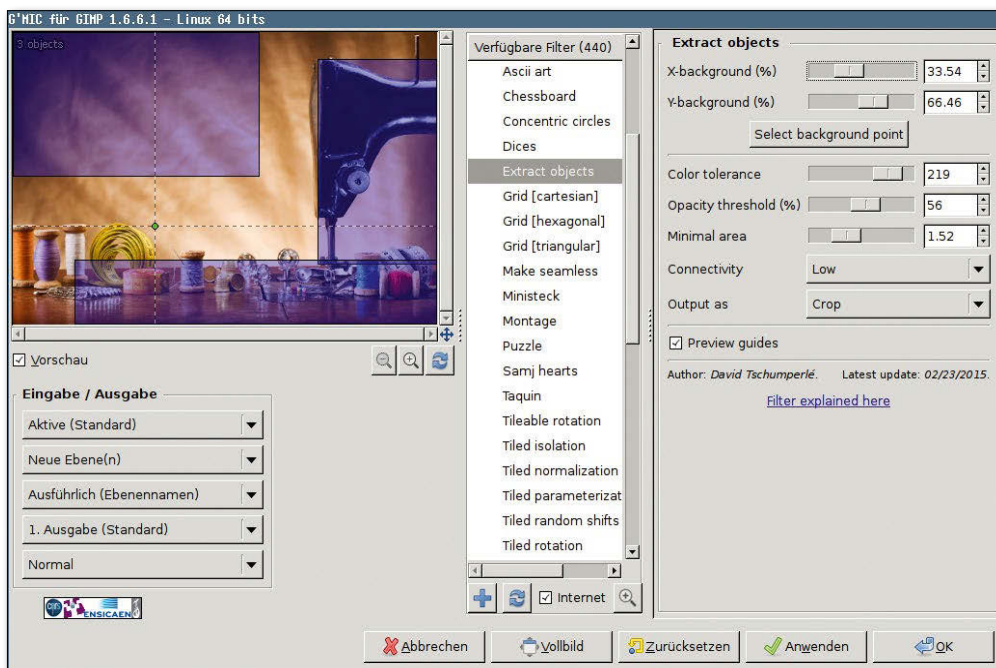 G'MIC für GIMP 1.6.6.1 – Linux 64 bits
3 objects
Vorschau
Eingabe / Ausgabe
Aktive (Standard)
Neue Ebene(n)
Ausführlich (Ebenennamen)
1. Ausgabe (Standard)
Normal
cnrs
ENSICAEN
Verfügbare Filter (440)
Ascii art
Chessboard
Concentric circles
Dices
Extract objects
Grid [cartesian]
Grid [hexagonal]
Grid [triangular]
Make seamless
Ministeck
Montage
Puzzle
Samj hearts
Taquin
Tileable rotation
Tiled isolation
Tiled normalization
Tiled parameterizat
Tiled random shifts
Tiled rotation
Internet
Extract objects
X-background (%) 33.54
Y-background (%) 66.46
Select background point
Color tolerance 219
Opacity threshold (%) 56
Minimal area 1.52
Connectivity Low
Output as Crop
Preview guides
Author: David Tschumperlé. Latest update: 02/23/2015.
Filter explained here
Abbrechen
Vollbild
Zurücksetzen
Anwenden
OK